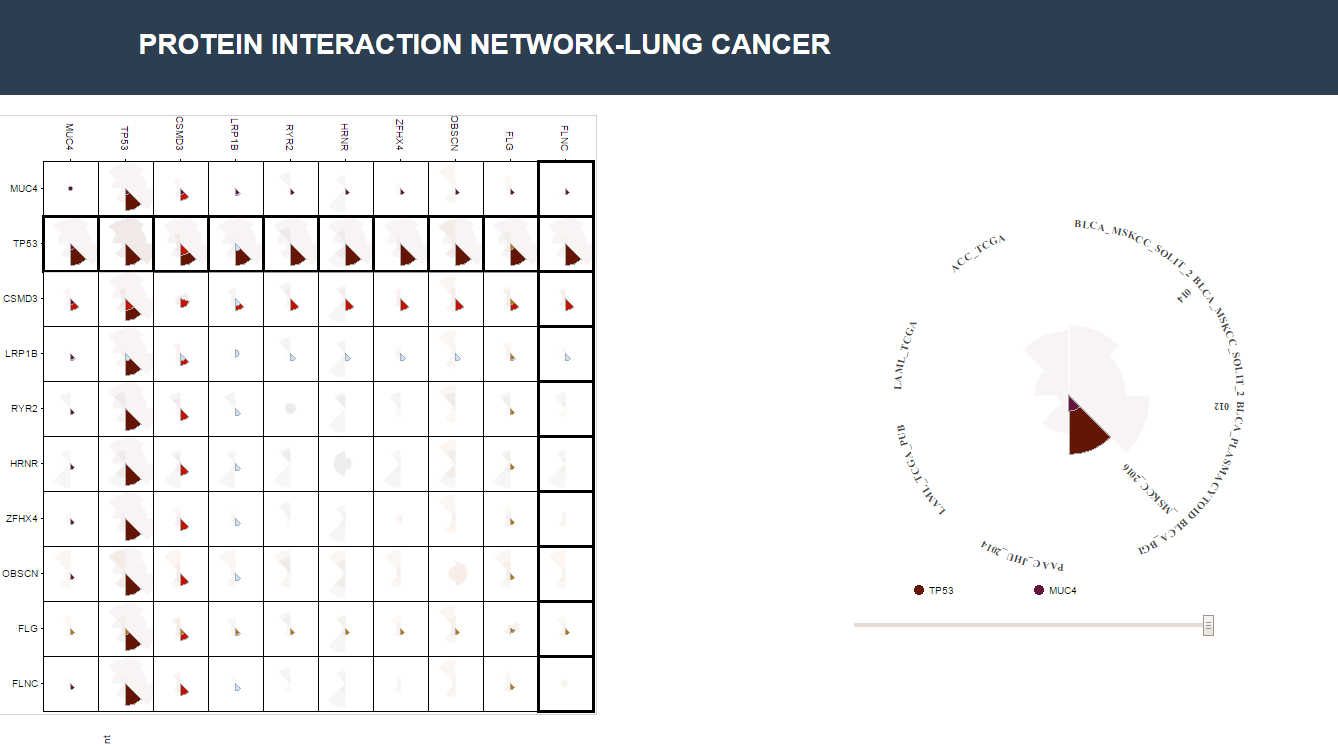 PROTEIN INTERACTION NETWORK-LUNG CANCER
MUC4 TP53 CSMD3 LRP1B RYR2 HRNR ZFHX4 OBSCN FLG FLNC
MUC4
TP53
CSMD3
LRP1B
RYR2
HRNR
ZFHX4
OBSCN
FLG
FLNC
ACC_TCGA
BLCA_MSKCC_SOLIT_2
014
BLCA_MSKCC_SOLIT_2
012
BLCA_PLASMACYTOID
_MSKCC_2016
BLCA_BGI
PAAC_JHU_2014
LAML_TCGA_PUB
LAML_TCGA
TP53 MUC4